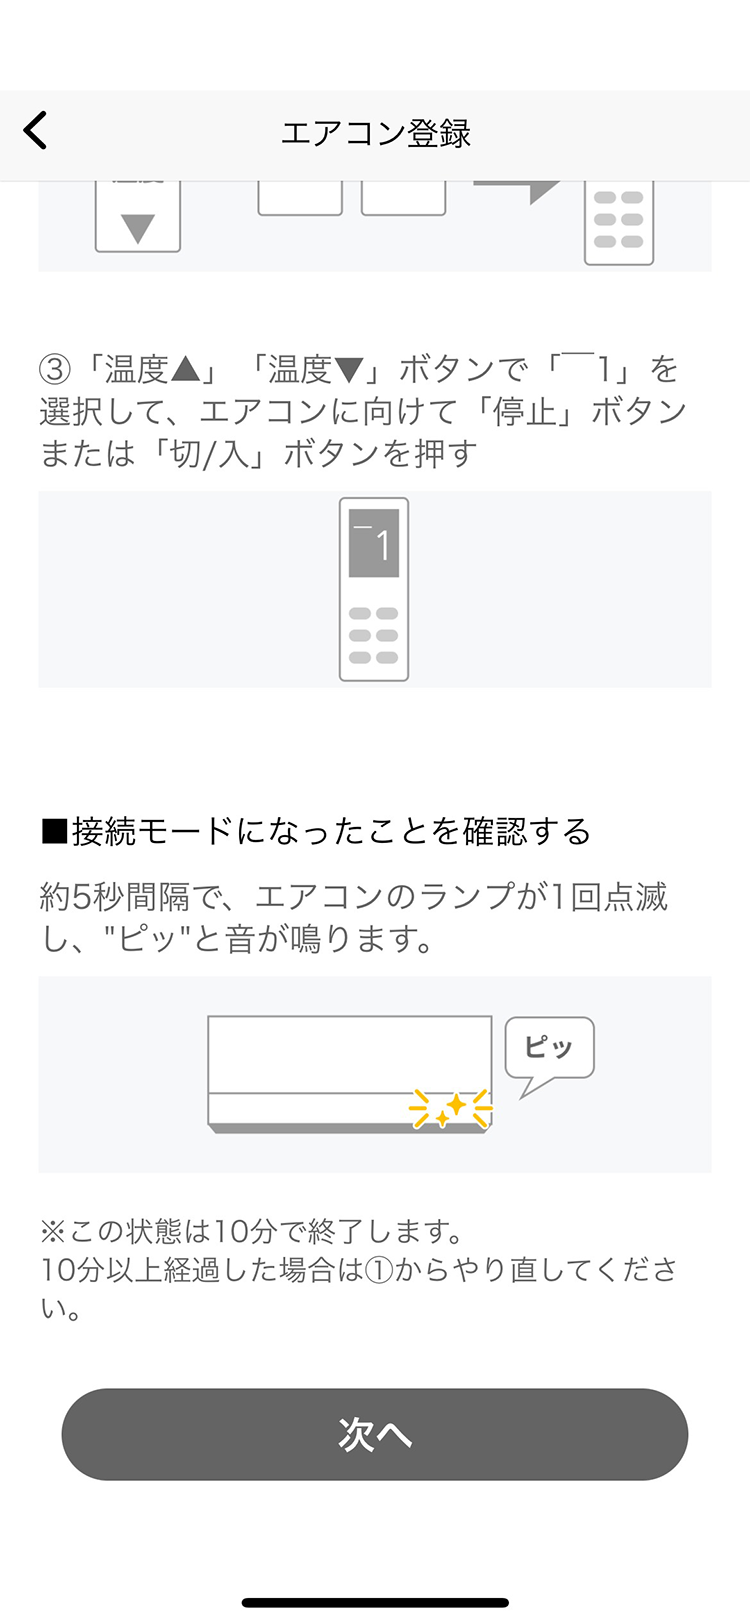 エアコン登録
③「温度▲」「温度▼」ボタンで「￣1」を
選択して、エアコンに向けて「停止」ボタン
または「切/入」ボタンを押す
￣1
■接続モードになったことを確認する
約5秒間隔で、エアコンのランプが1回点滅
し、"ピッ"と音が鳴ります。
ピッ
※この状態は10分で終了します。
10分以上経過した場合は①からやり直してくださ
い。
次へ